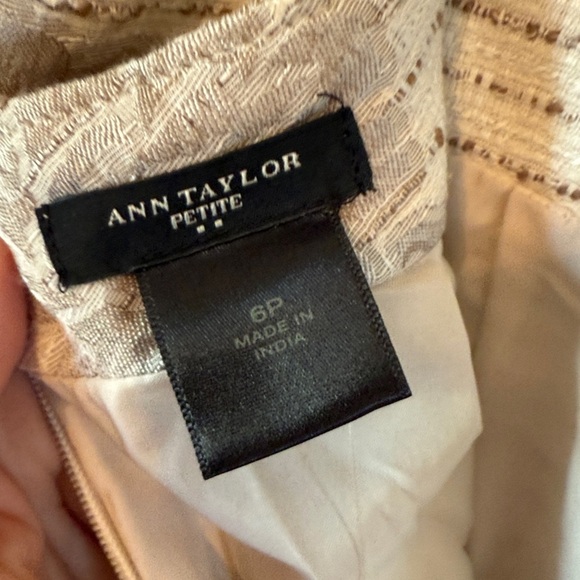 ANN TAYLOR
PETITE
6P
MADE IN
INDIA